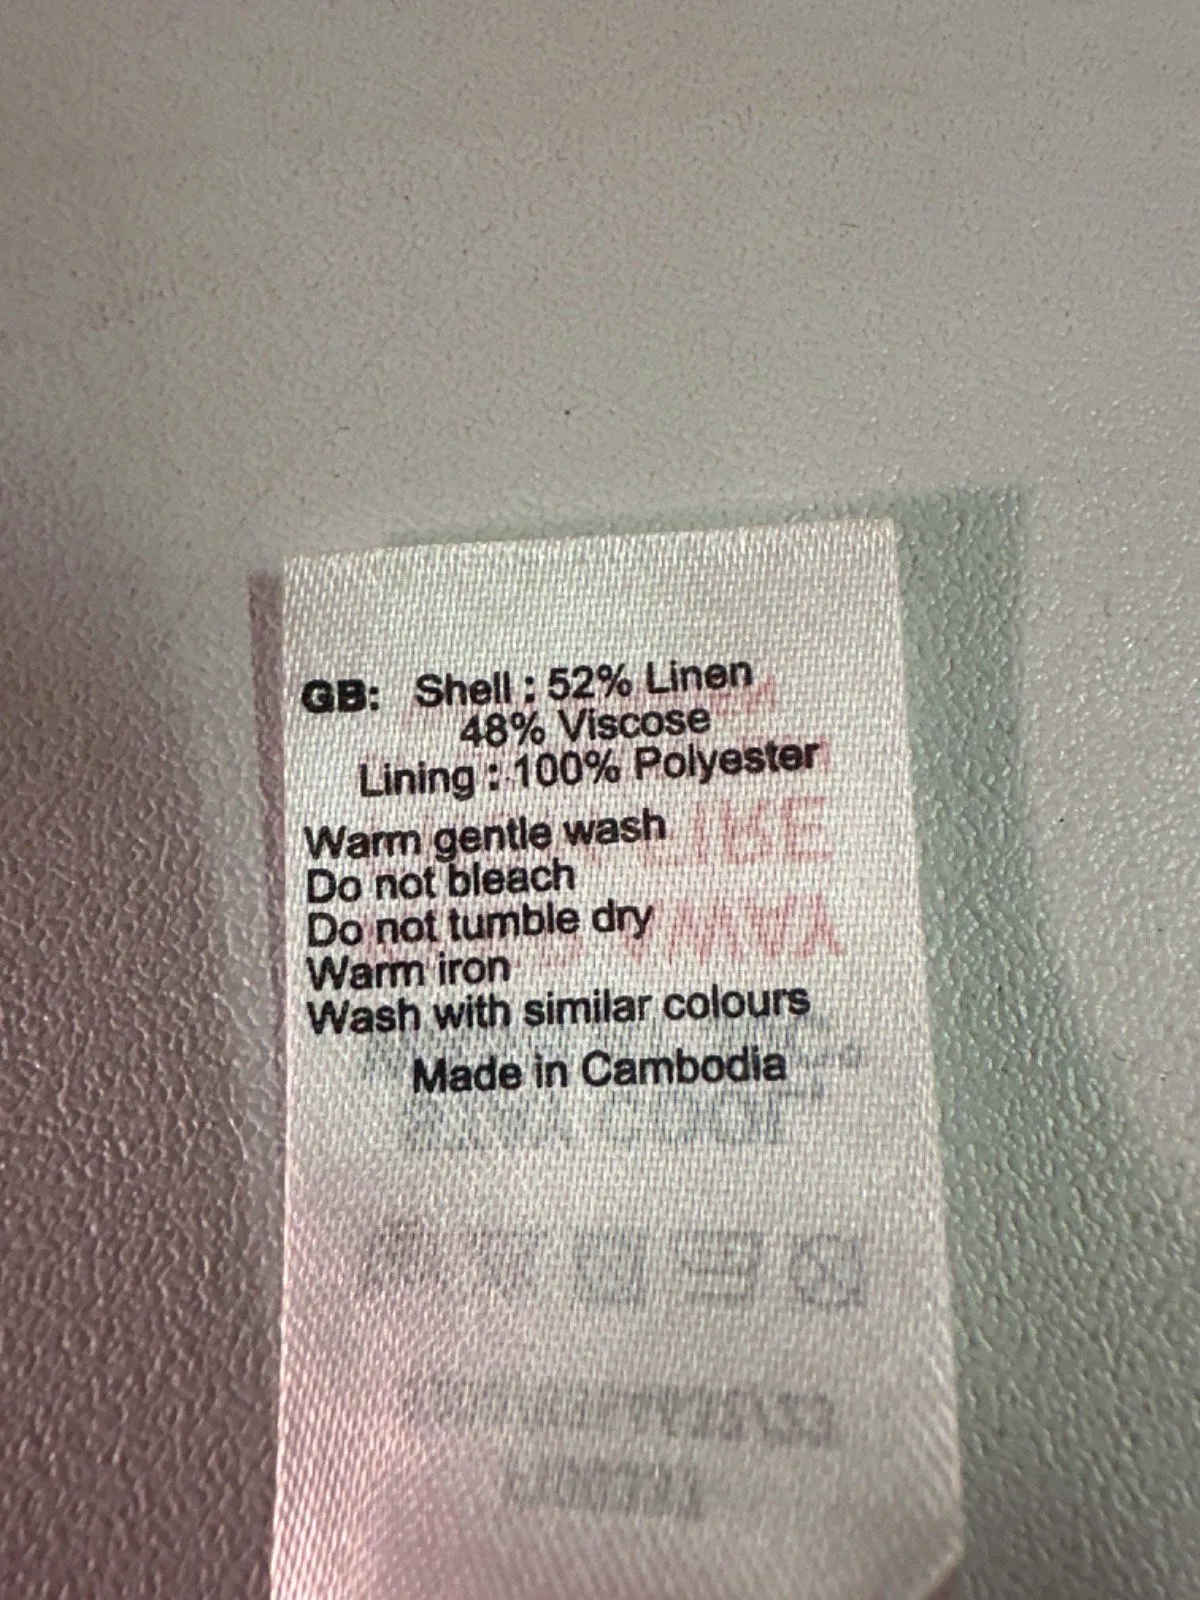 GB: Shell : 52% Linen
48% Viscose
Lining : 100% Polyester
Warm gentle wash
Do not bleach
Do not tumble dry
Warm iron
Wash with similar colours
Made in Cambodia